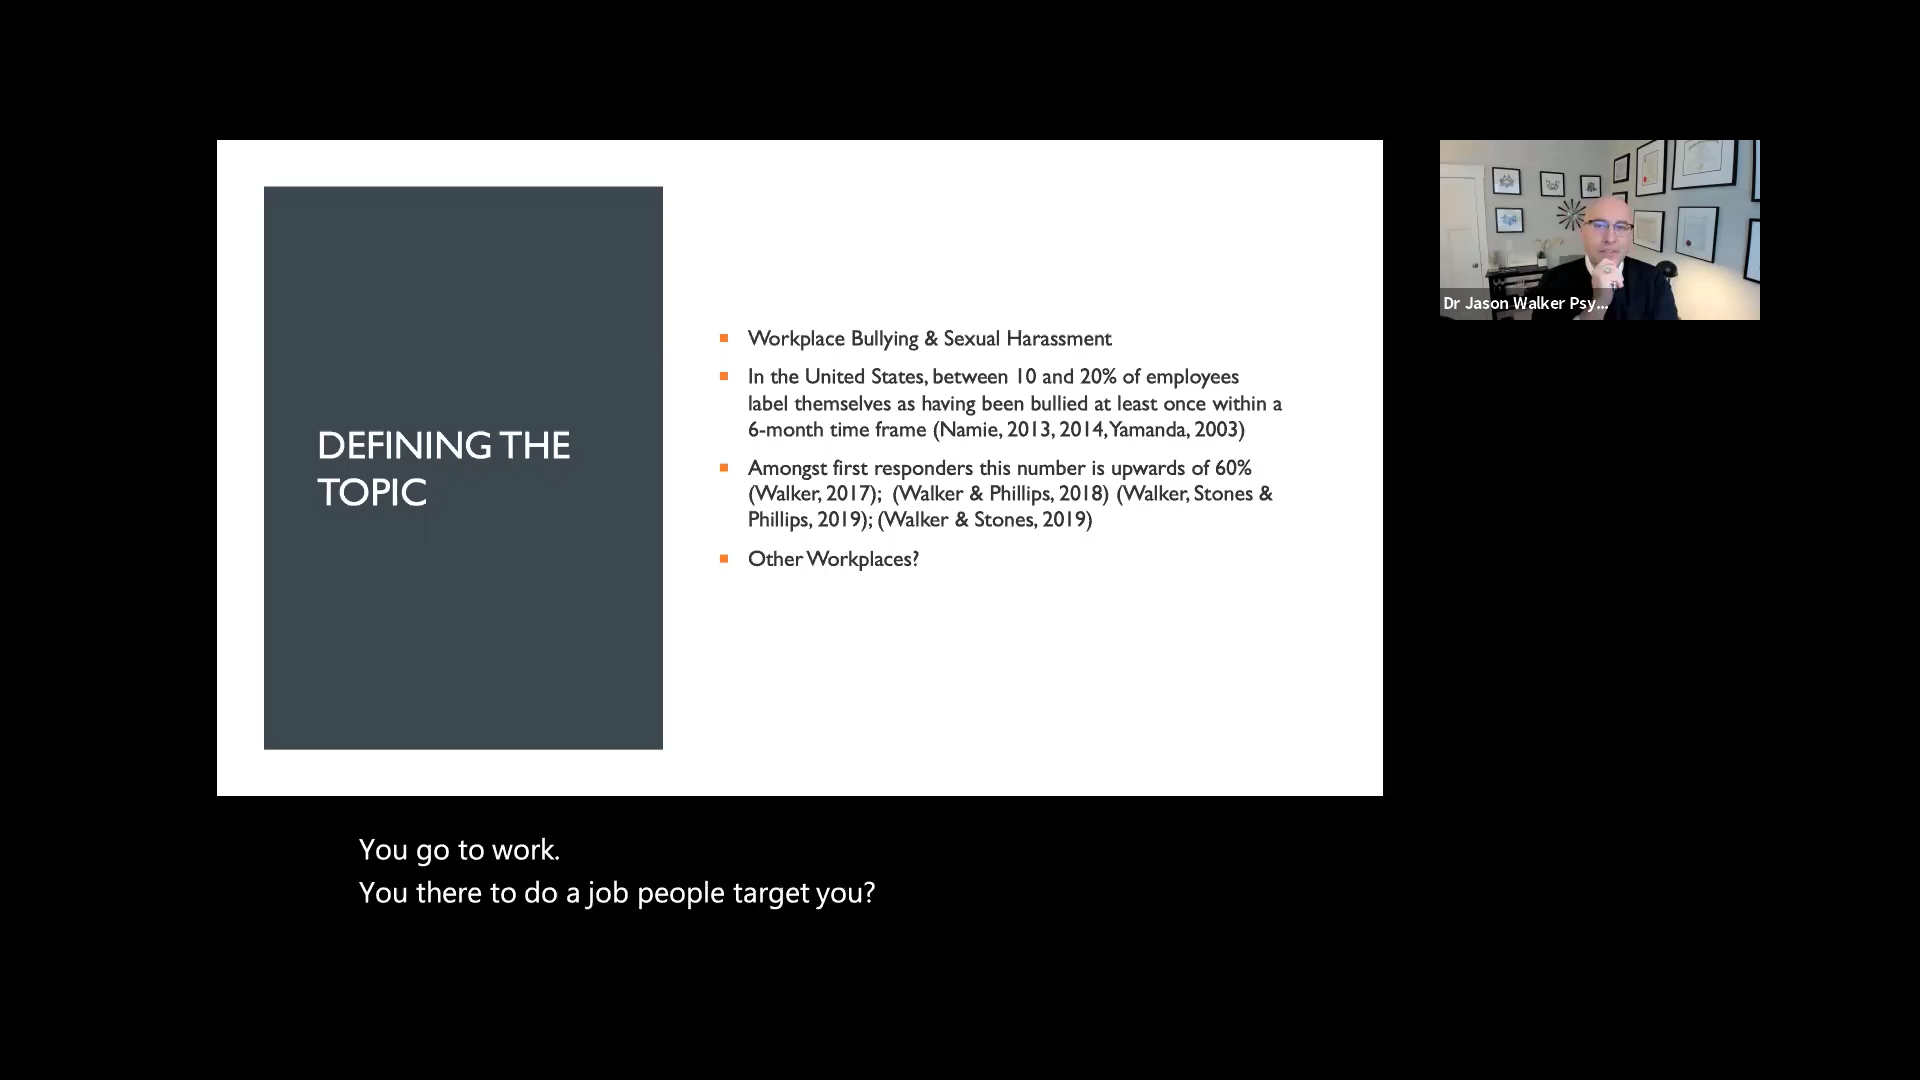 DEFINING THE
TOPIC
Workplace Bullying & Sexual Harassment
In the United States, between 10 and 20% of employees
label themselves as having been bullied at least once within a
6-month time frame (Namie, 2013, 2014, Yamanda, 2003)
Amongst first responders this number is upwards of 60%
(Walker, 2017); (Walker & Phillips, 2018) (Walker, Stones &
Phillips, 2019); (Walker & Stones, 2019)
Other Workplaces?
Dr Jason Walker Psy...
You go to work.
You there to do a job people target you?